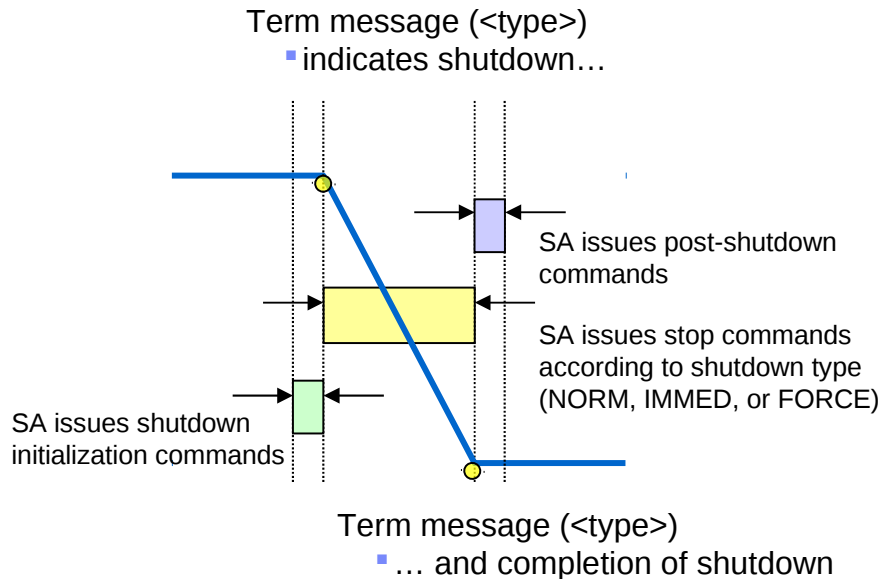 Term message (<type>)
▪ indicates shutdown…
SA issues post-shutdown
commands
SA issues stop commands
according to shutdown type
(NORM, IMMED, or FORCE)
SA issues shutdown
initialization commands
Term message (<type>)
▪ … and completion of shutdown